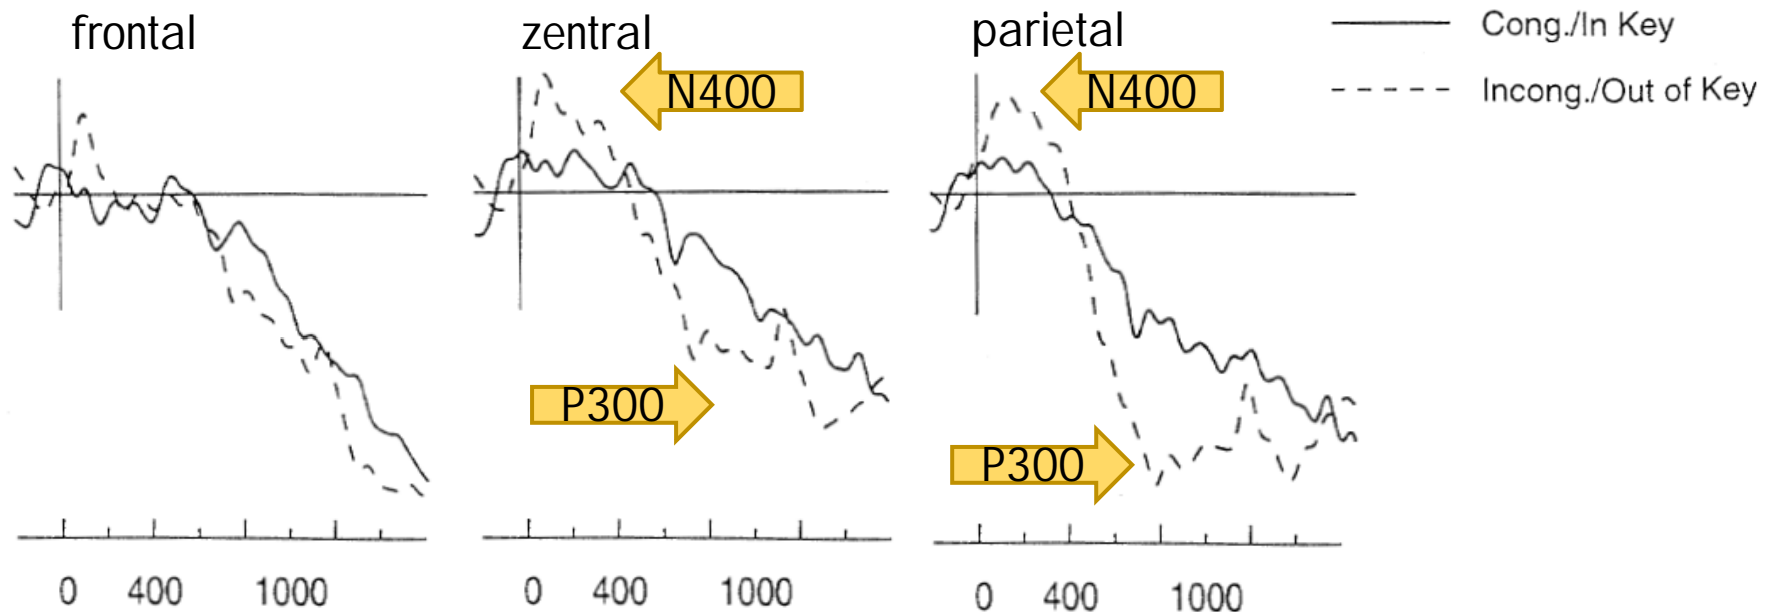 frontal
zentral
parietal
Cong./In Key
Incong./Out of Key
N400
N400
P300
P300
0 400 1000
0 400 1000
0 400 1000